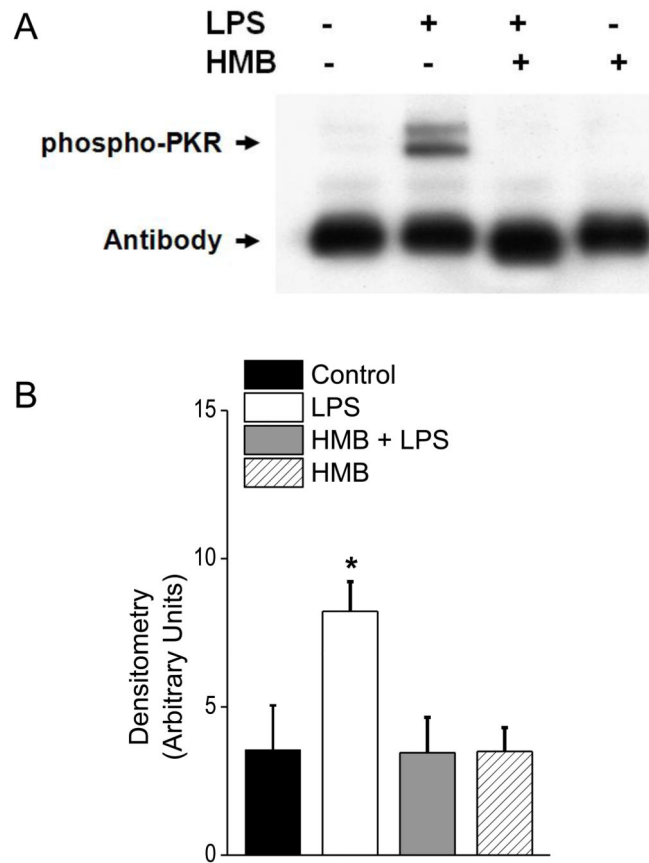 A
LPS - + + -
HMB - - + +
phospho-PKR
Antibody
B
Control
LPS
HMB + LPS
HMB
15
10
5
0
*
Densitometry
(Arbitrary Units)